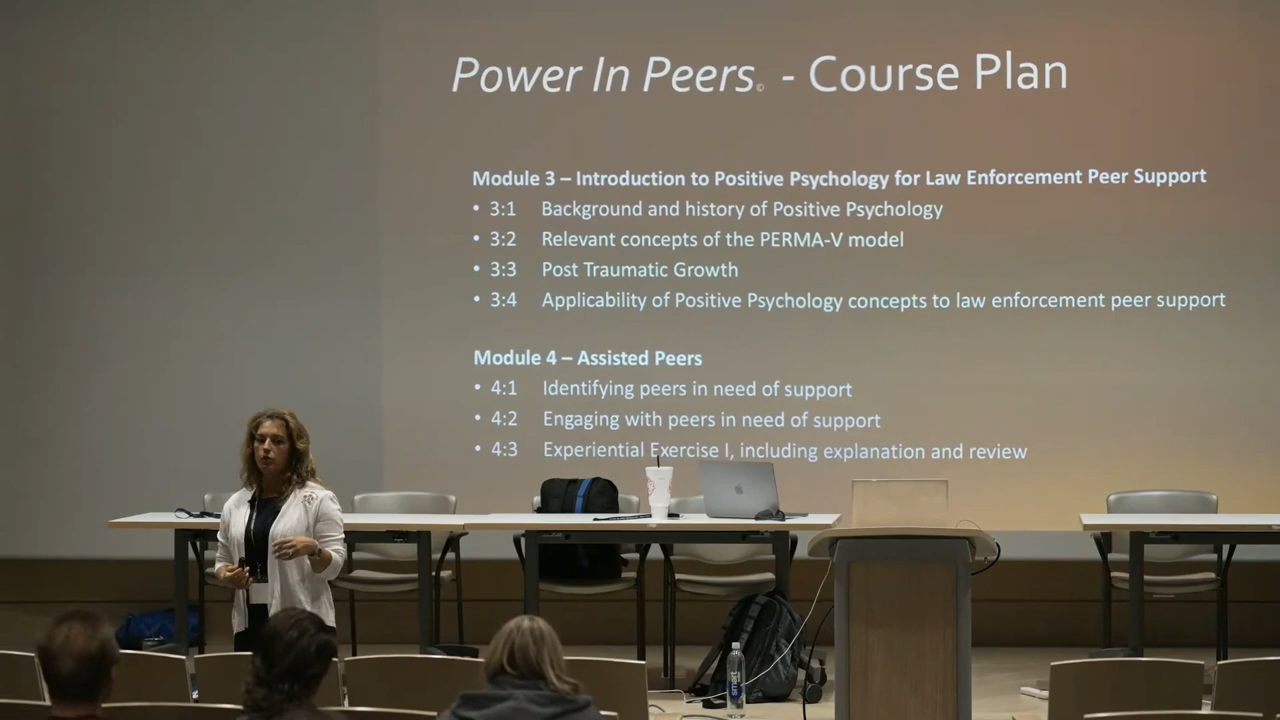 Power In Peers© - Course Plan
Module 3 – Introduction to Positive Psychology for Law Enforcement Peer Support
• 3:1 Background and history of Positive Psychology
• 3:2 Relevant concepts of the PERMA-V model
• 3:3 Post Traumatic Growth
• 3:4 Applicability of Positive Psychology concepts to law enforcement peer support
Module 4 – Assisted Peers
• 4:1 Identifying peers in need of support
• 4:2 Engaging with peers in need of support
• 4:3 Experiential Exercise I, including explanation and review
smart